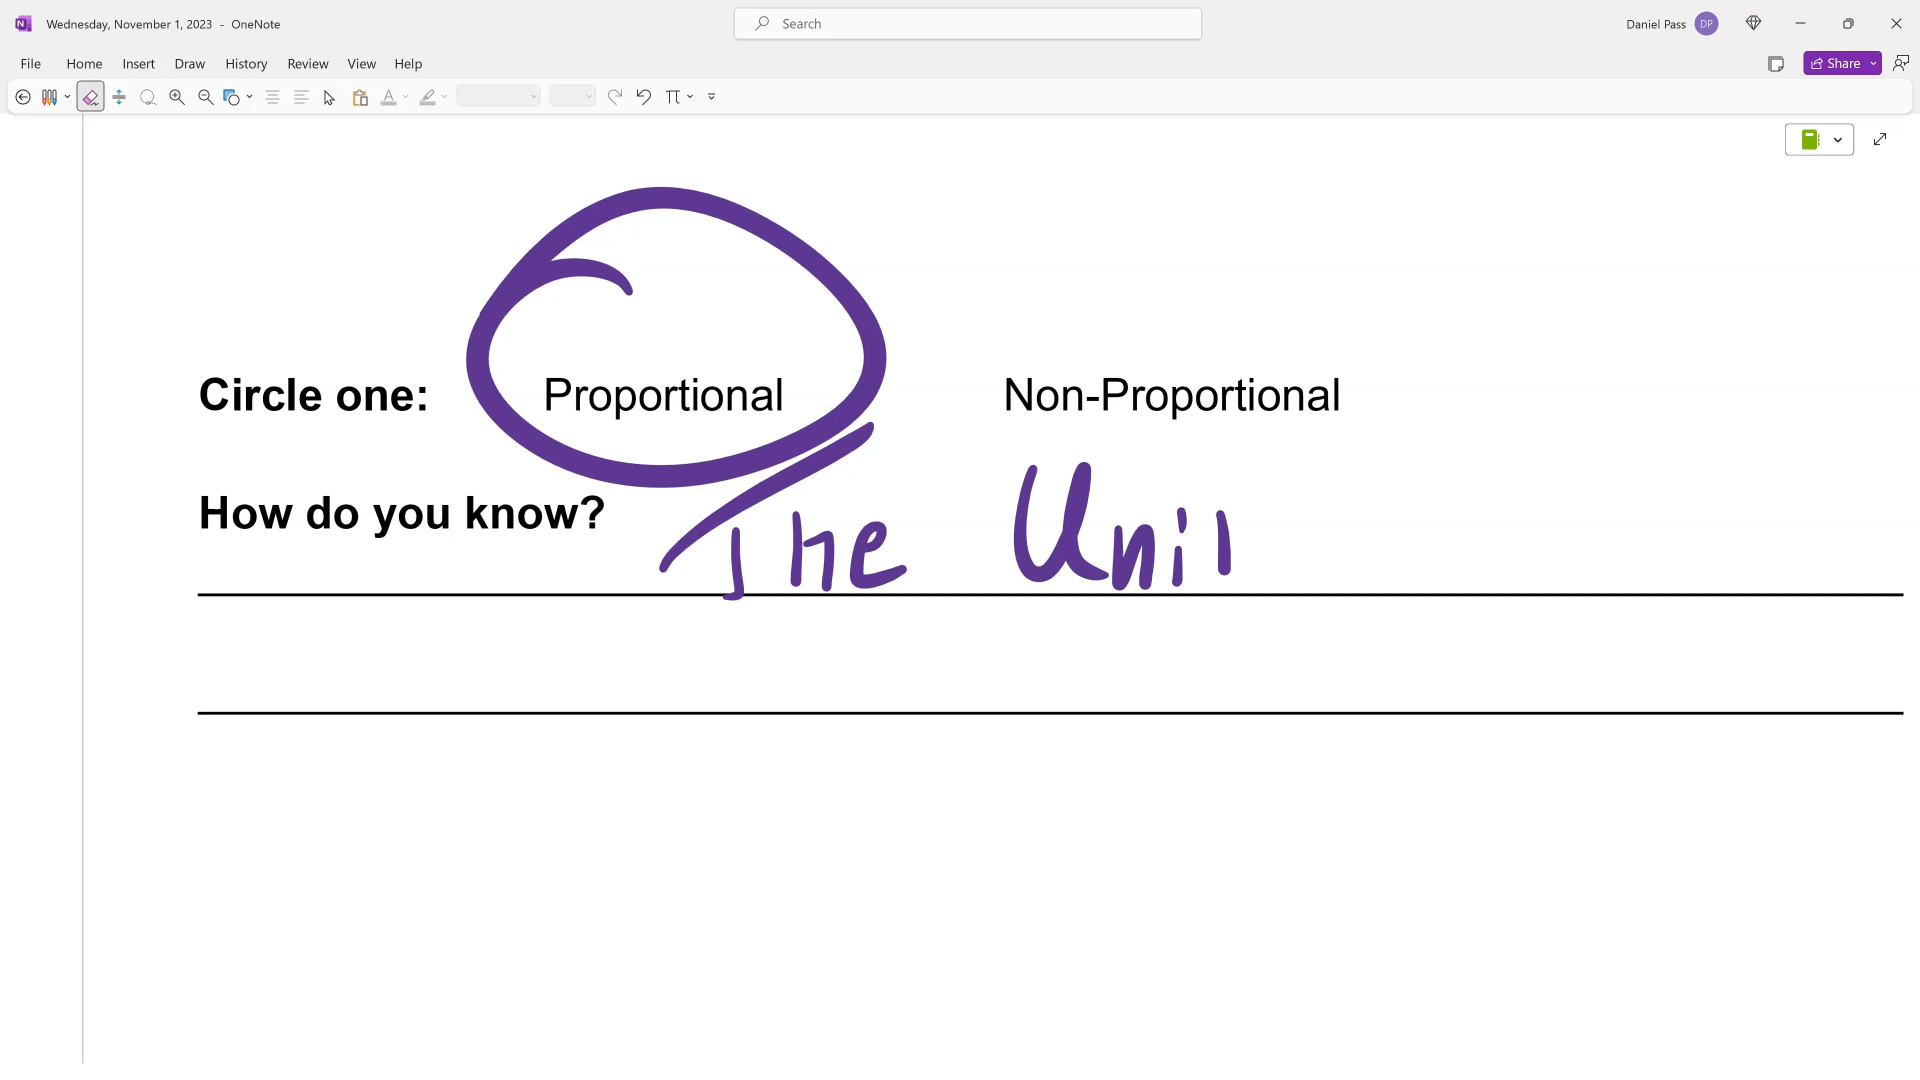 Wednesday, November 1, 2023 - OneNote
Search
Daniel Pass DP
File Home Insert Draw History Review View Help
Share
Circle one: Proportional Non-Proportional
How do you know? The